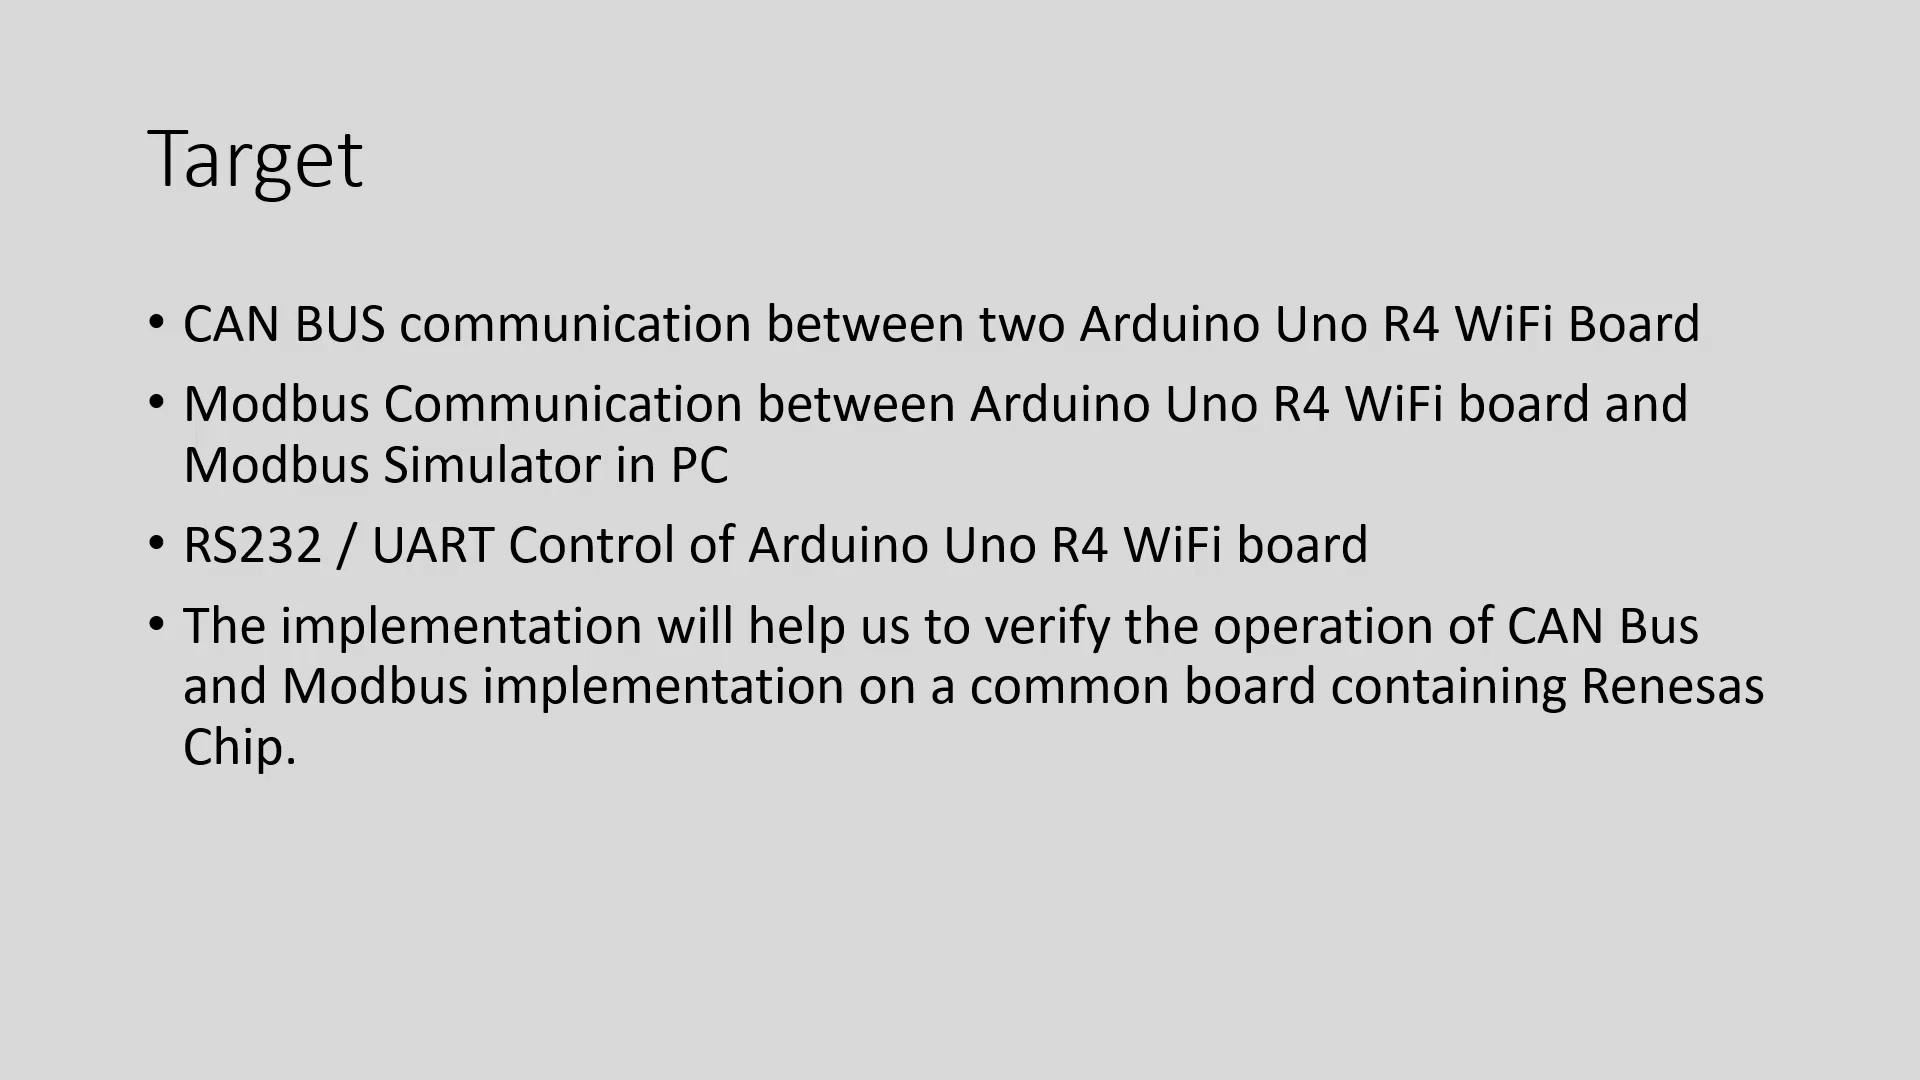 Target
• CAN BUS communication between two Arduino Uno R4 WiFi Board
• Modbus Communication between Arduino Uno R4 WiFi board and
Modbus Simulator in PC
• RS232 / UART Control of Arduino Uno R4 WiFi board
• The implementation will help us to verify the operation of CAN Bus
and Modbus implementation on a common board containing Renesas
Chip.